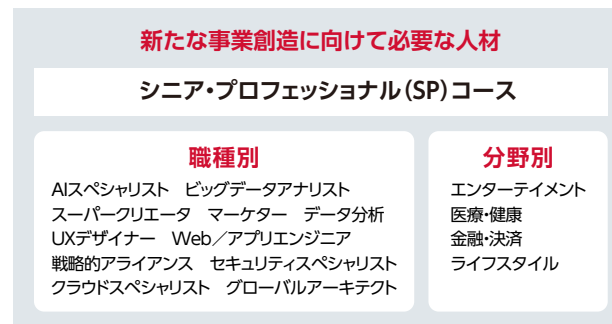 新たな事業創造に向けて必要な人材
シニア・プロフェッショナル(SP)コース
職種別
AIスペシャリスト ビッグデータアナリスト
スーパークリエータ マーケター データ分析
UXデザイナー Web／アプリエンジニア
戦略的アライアンス セキュリティスペシャリスト
クラウドスペシャリスト グローバルアーキテクト
分野別
エンターテイメント
医療・健康
金融・決済
ライフスタイル